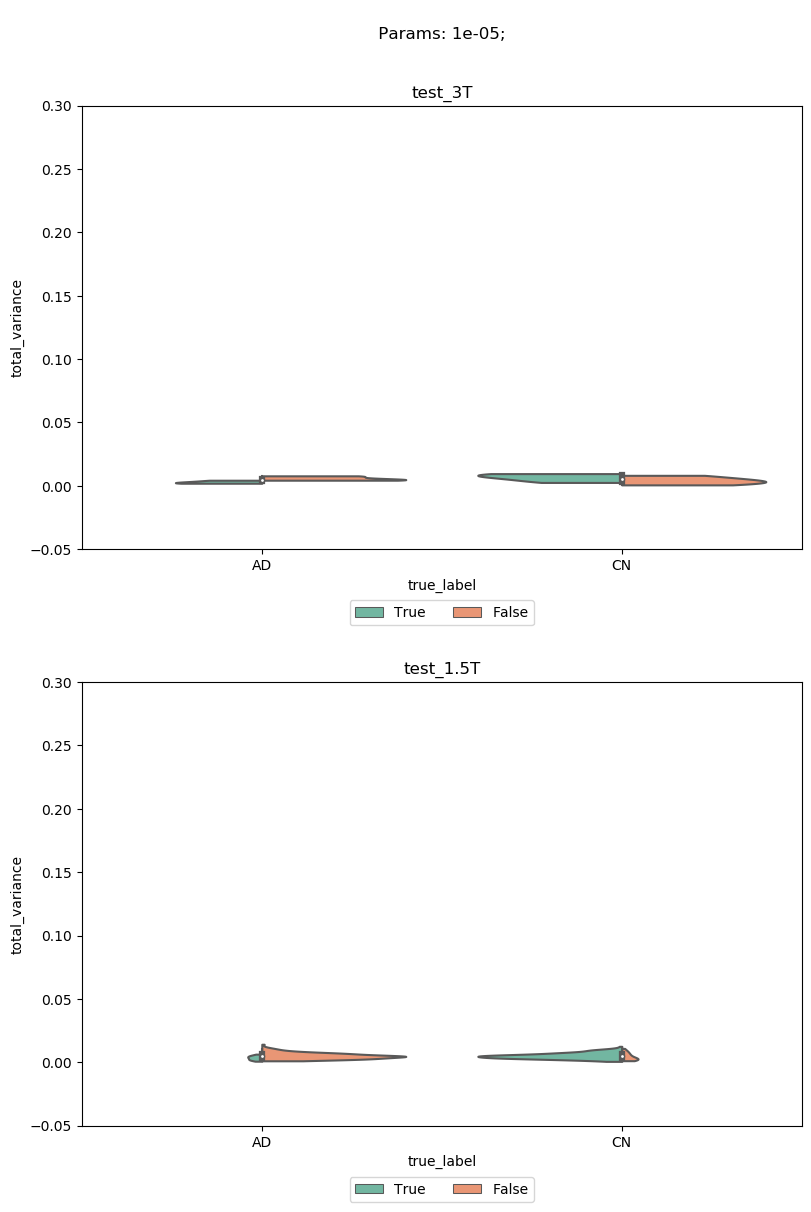 Params: 1e-05;
test_3T
0.30
0.25
0.20
0.15
0.10
0.05
0.00
−0.05
total_variance
AD CN
true_label
True False
test_1.5T
0.30
0.25
0.20
0.15
0.10
0.05
0.00
−0.05
total_variance
AD CN
true_label
True False